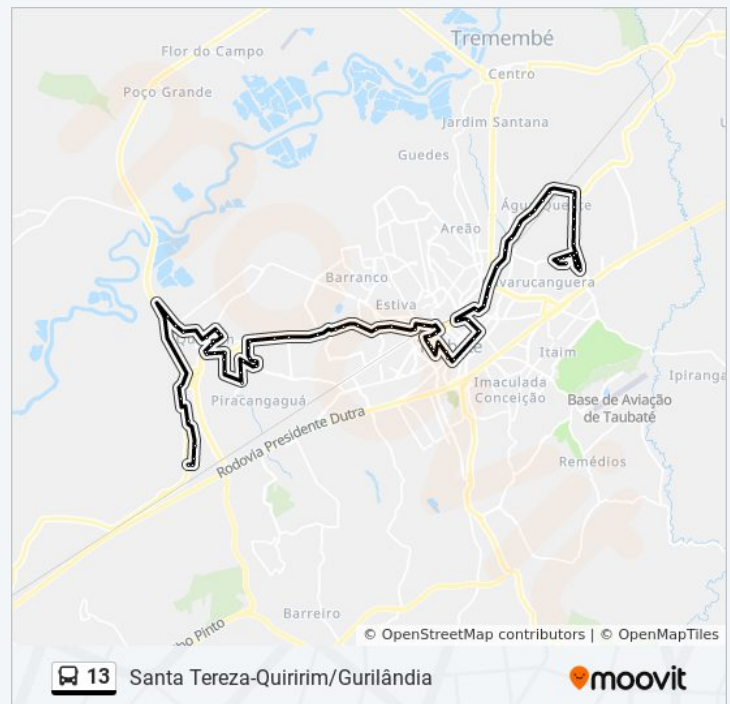 Tremembé
Flor do Campo
Centro
Poço Grande
Jardim Santana
Guedes
Areão
Barranco
Estiva
Itaim
Imaculada
Conceição
Ipiranga
Base de Aviação
de Taubaté
Piracangaguá
Rodovia Presidente Dutra
Remédios
Barreiro
© OpenStreetMap contributors | © OpenMapTiles
13 Santa Tereza-Quiririm/Gurilândia
moovit